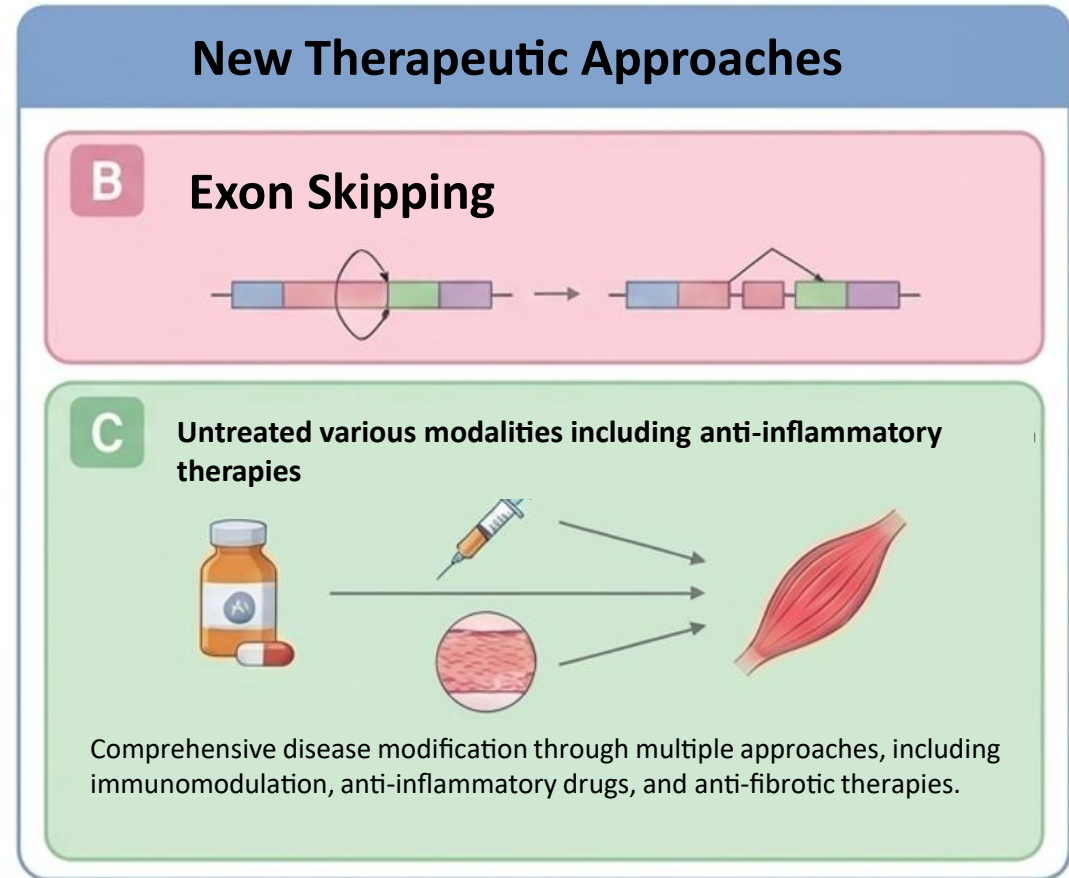 New Therapeutic Approaches
B
Exon Skipping
C
Untreated various modalities including anti-inflammatory
therapies
Comprehensive disease modification through multiple approaches, including
immunomodulation, anti-inflammatory drugs, and anti-fibrotic therapies.